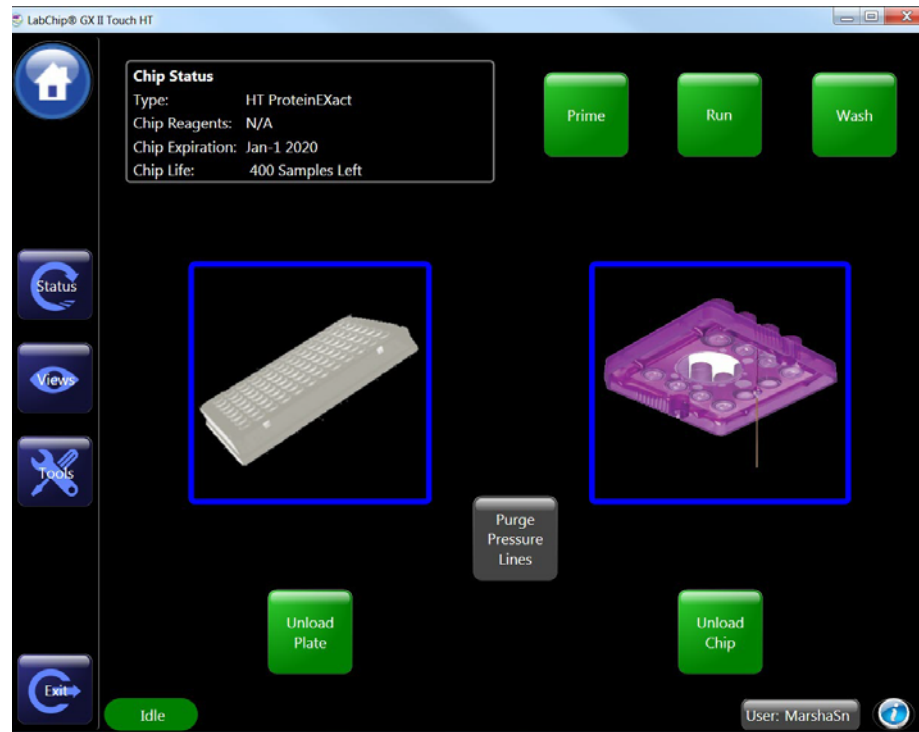 LabChip® GX II Touch HT
Chip Status
Type: HT ProteinEXact
Chip Reagents: N/A
Chip Expiration: Jan-1 2020
Chip Life: 400 Samples Left
Prime
Run
Wash
Status
Views
Tools
Purge
Pressure
Lines
Unload
Plate
Unload
Chip
Exit
Idle
User: MarshaSn